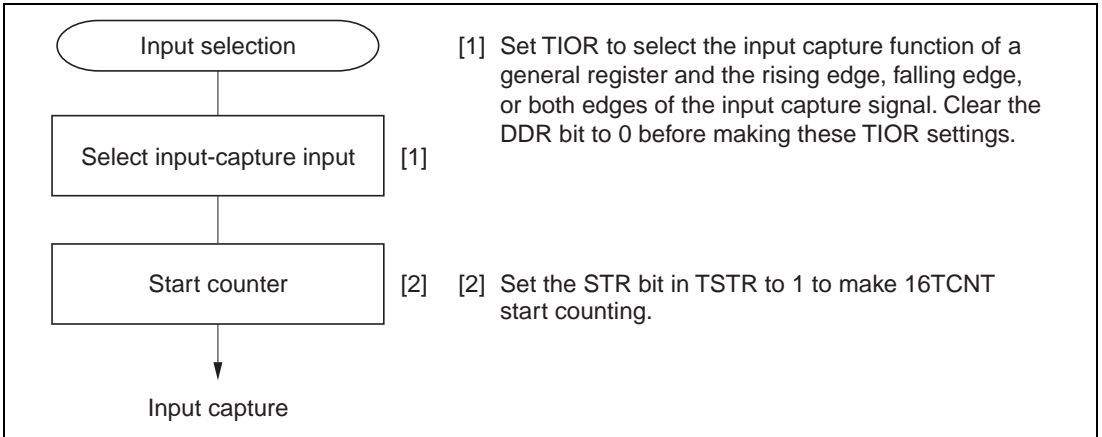 Input selection
[1] Set TIOR to select the input capture function of a
general register and the rising edge, falling edge,
or both edges of the input capture signal. Clear the
DDR bit to 0 before making these TIOR settings.
Select input-capture input [1]
Start counter [2]
[2] Set the STR bit in TSTR to 1 to make 16TCNT
start counting.
Input capture